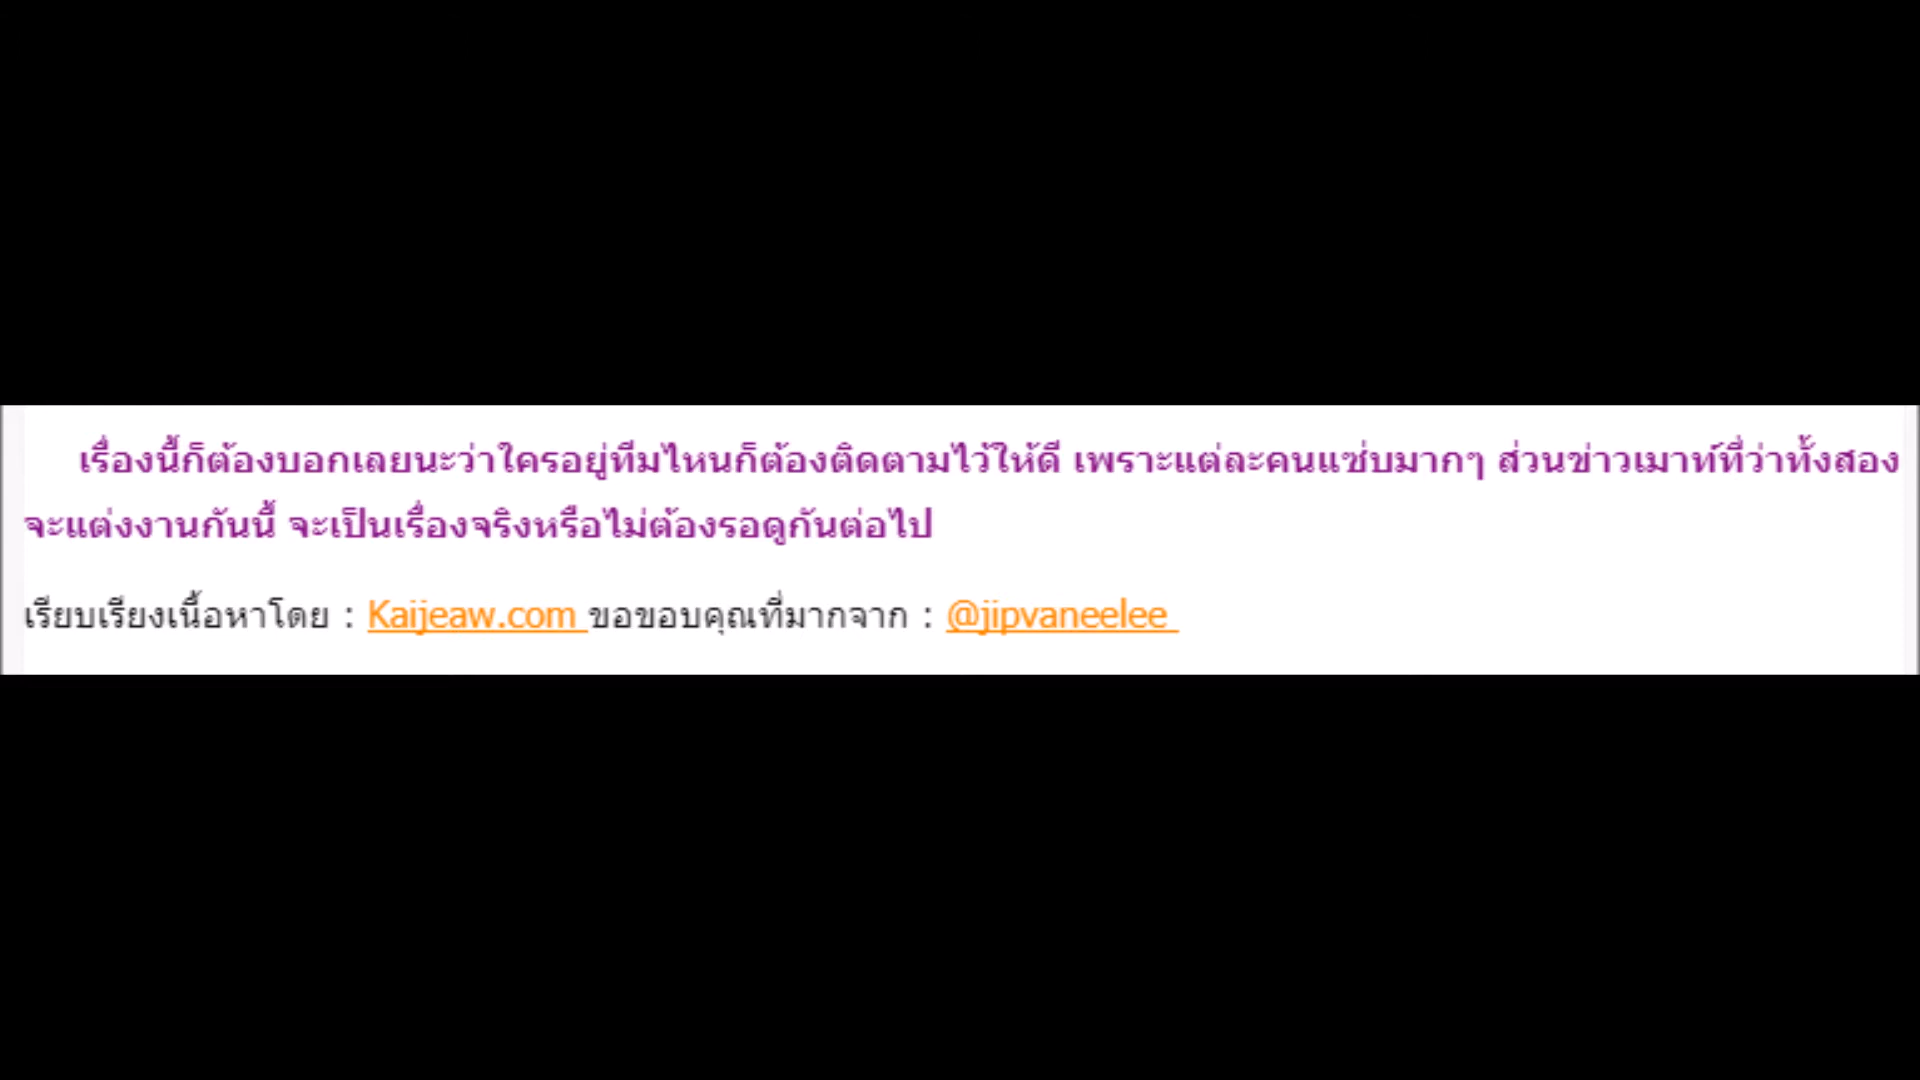 เรื่องนี้ก็ต้องบอกเลยนะว่าใครอยู่ทีมไหนก็ต้องติดตามไว้ให้ดี เพราะแต่ละคนแซ่บมากๆ ส่วนข่าวเมาท์ที่ว่าทั้งสอง
จะแต่งงานกันนี้ จะเป็นเรื่องจริงหรือไม่ต้องรอดูกันต่อไป
เรียบเรียงเนื้อหาโดย : Kaijeaw.com ขอขอบคุณที่มากจาก : @jipvaneelee